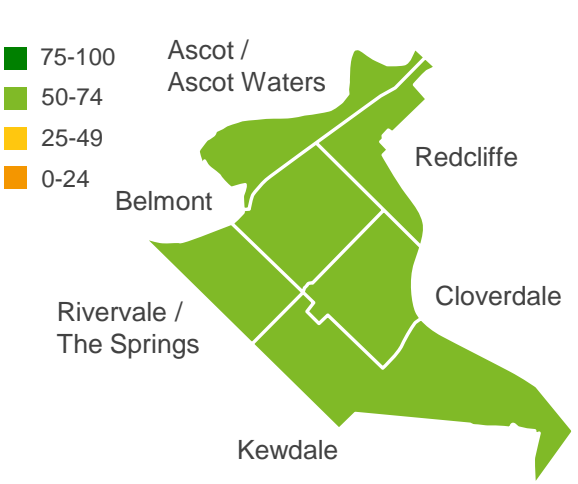 75-100
50-74
25-49
0-24
Ascot /
Ascot Waters
Redcliffe
Belmont
Cloverdale
Rivervale /
The Springs
Kewdale